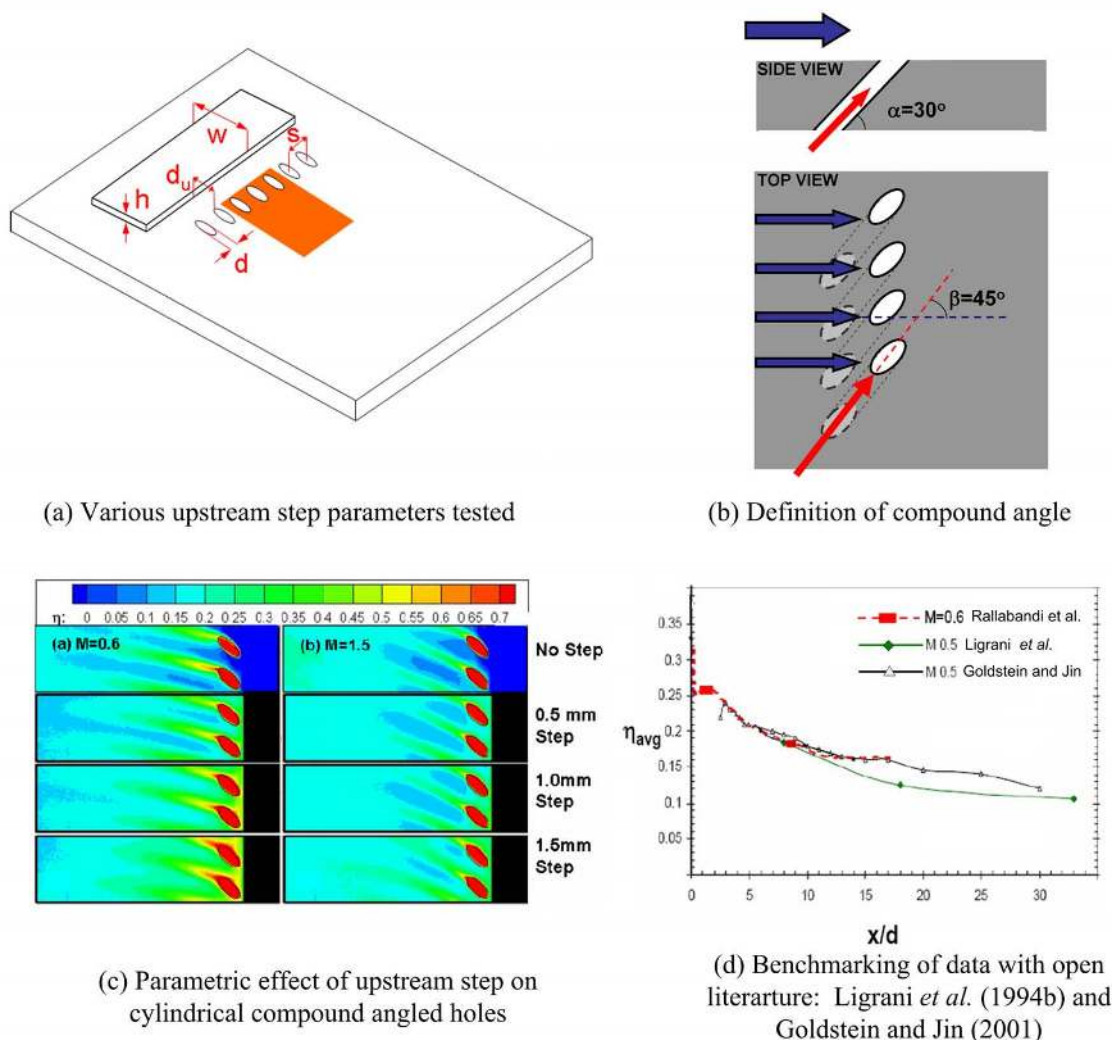 w
s
d_u
h
d
SIDE VIEW
α=30°
TOP VIEW
β=45°
(a) Various upstream step parameters tested
(b) Definition of compound angle
η: 0 0.05 0.1 0.15 0.2 0.25 0.3 0.35 0.4 0.45 0.5 0.55 0.6 0.65 0.7
(a) M=0.6
(b) M=1.5
No Step
0.5 mm
Step
1.0mm
Step
1.5mm
Step
(c) Parametric effect of upstream step on
cylindrical compound angled holes
0.35
0.3
0.25
0.2
0.15
0.1
0.05
η_avg
M=0.6 Rallabandi et al.
M 0.5 Ligrani et al.
M 0.5 Goldstein and Jin
0 5 10 15 20 25 30
x/d
(d) Benchmarking of data with open
literarture: Ligrani et al. (1994b) and
Goldstein and Jin (2001)